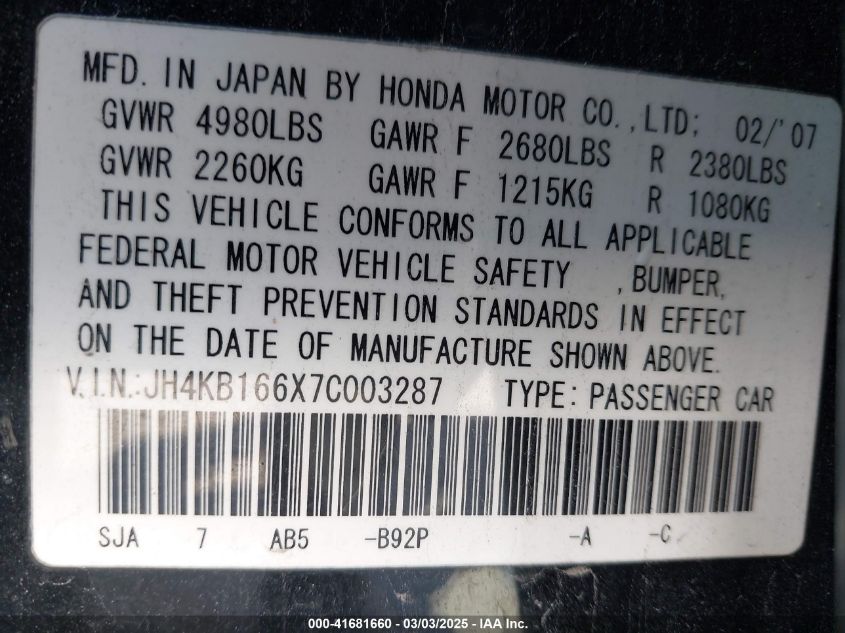 MFD. IN JAPAN BY HONDA MOTOR CO.,LTD; 02/'07
GVWR 4980LBS GAWR F 2680LBS R 2380LBS
GVWR 2260KG GAWR F 1215KG R 1080KG
THIS VEHICLE CONFORMS TO ALL APPLICABLE
FEDERAL MOTOR VEHICLE SAFETY ,BUMPER,
AND THEFT PREVENTION STANDARDS IN EFFECT
ON THE DATE OF MANUFACTURE SHOWN ABOVE.
V.I.N.:JH4KB166X7C003287 TYPE: PASSENGER CAR
SJA 7 AB5 -B92P -A -C
000-41681660 - 03/03/2025 - IAA Inc.